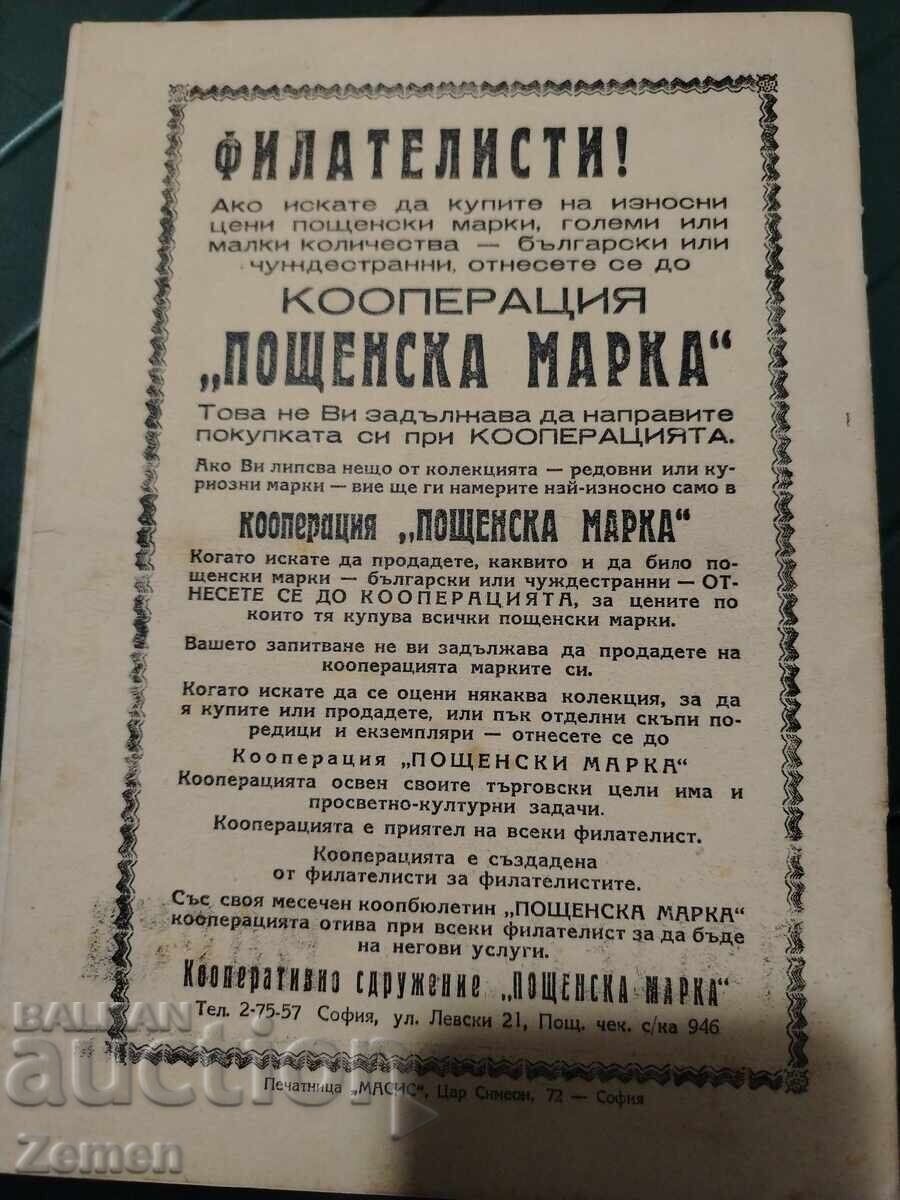 ФИЛАТЕЛИСТИ!
Ако искате да купите на износни
цени пощенски марки, големи или
малки количества — български или
чуждестранни, отнесете се до
КООПЕРАЦИЯ
„ПОЩЕНСКА МАРКА“
Това не Ви задължава да направите
покупката си при КООПЕРАЦИЯТА.
Ако Ви липсва нещо от колекцията — редовни или ку-
риозни марки — вие ще ги намерите най-износно само в
кооперация „ПОЩЕНСКА МАРКА“
Когато искате да продадете, каквито и да било по-
щенски марки — български или чуждестранни — ОТ-
НЕСЕТЕ СЕ ДО КООПЕРАЦИЯТА, за цените по
които тя купува всички пощенски марки.
Вашето запитване не ви задължава да продадете на
кооперацията марките си.
Когато искате да се оцени някаква колекция, за да
я купите или продадете, или пък отделни скъпи по-
редици и екземпляри — отнесете се до
Кооперация „ПОЩЕНСКИ МАРКА“
Кооперацията освен своите търговски цели има и
просветно-културни задачи.
Кооперацията е приятел на всеки филателист.
Кооперацията е създадена
от филателисти за филателистите.
Със своя месечен коопбюлетин „ПОЩЕНСКА МАРКА“
кооперацията отива при всеки филателист за да бъде
на негови услуги.
Кооперативно сдружение „ПОЩЕНСКА МАРКА“
Тел. 2-75-57 София, ул. Левски 21, Пощ. чек. с/ка 946
Печатница „МАСИС“, Цар Симеон, 72 — София
BALKAN
auction
Zemen